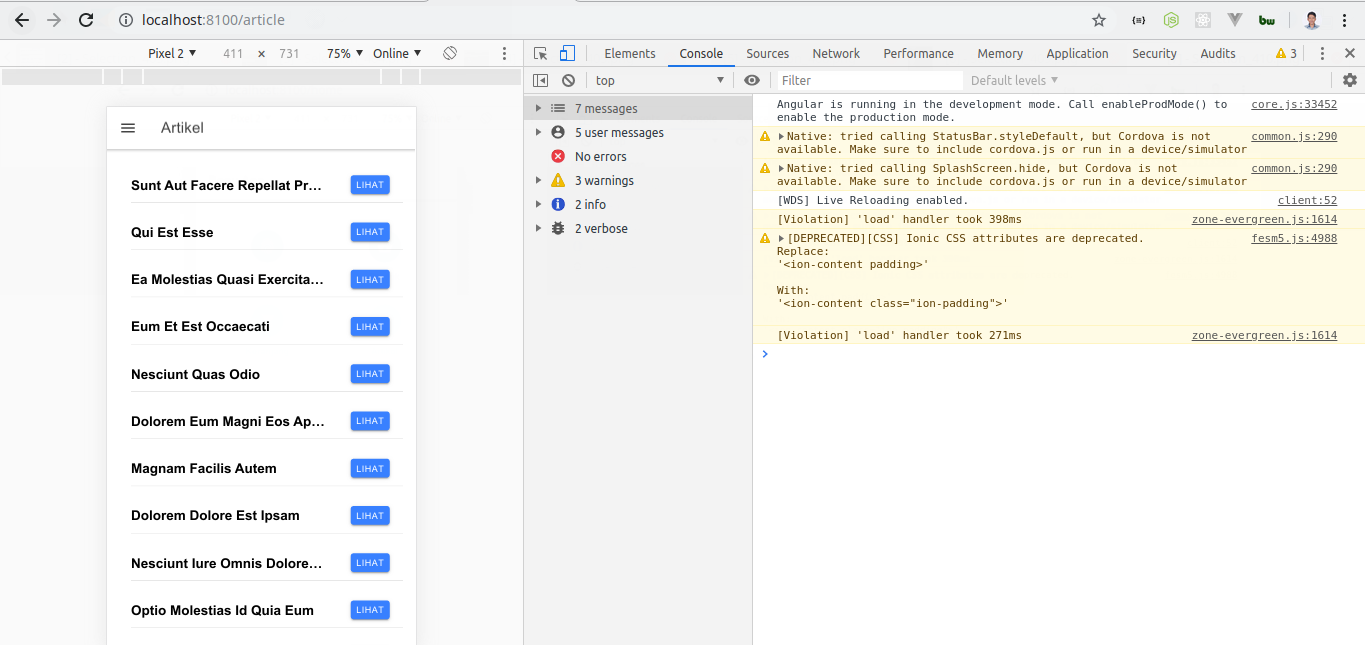 localhost:8100/article
Pixel 2 ▼ 411 × 731 75% ▼ Online ▼
Elements Console Sources Network Performance Memory Application Security Audits 3
top ▼ Filter Default levels ▼
Artikel
Sunt Aut Facere Repellat Pr... LIHAT
Qui Est Esse LIHAT
Ea Molestias Quasi Exercita... LIHAT
Eum Et Est Occaecati LIHAT
Nesciunt Quas Odio LIHAT
Dolorem Eum Magni Eos Ap... LIHAT
Magnam Facilis Autem LIHAT
Dolorem Dolore Est Ipsam LIHAT
Nesciunt Iure Omnis Dolore... LIHAT
Optio Molestias Id Quia Eum LIHAT
7 messages
5 user messages
No errors
3 warnings
2 info
2 verbose
Angular is running in the development mode. Call enableProdMode() to core.js:33452
enable the production mode.
Native: tried calling StatusBar.styleDefault, but Cordova is not common.js:290
available. Make sure to include cordova.js or run in a device/simulator
Native: tried calling SplashScreen.hide, but Cordova is not common.js:290
available. Make sure to include cordova.js or run in a device/simulator
[WDS] Live Reloading enabled. client:52
[Violation] 'load' handler took 398ms zone-evergreen.js:1614
[DEPRECATED][CSS] Ionic CSS attributes are deprecated. fesm5.js:4988
Replace:
'<ion-content padding>'
With:
'<ion-content class="ion-padding">'
[Violation] 'load' handler took 271ms zone-evergreen.js:1614